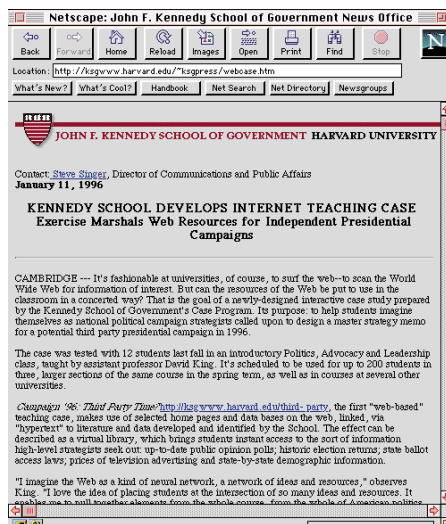 Netscape: John F. Kennedy School of Government News Office
Back Forward Home Reload Images Open Print Find Stop N
Location: http://ksgwww.harvard.edu/~ksgpress/webcase.htm
What's New? What's Cool? Handbook Net Search Net Directory Newsgroups
JOHN F. KENNEDY SCHOOL OF GOVERNMENT HARVARD UNIVERSITY
Contact: Steve Singer, Director of Communications and Public Affairs
January 11, 1996
KENNEDY SCHOOL DEVELOPS INTERNET TEACHING CASE
Exercise Marshals Web Resources for Independent Presidential
Campaigns
CAMBRIDGE --- It's fashionable at universities, of course, to surf the web--to scan the World
Wide Web for information of interest. But can the resources of the Web be put to use in the
classroom in a concerted way? That is the goal of a newly-designed interactive case study prepared
by the Kennedy School of Government's Case Program. Its purpose: to help students imagine
themselves as national political campaign strategists called upon to design a master strategy memo
for a potential third party presidential campaign in 1996.
The case was tested with 12 students last fall in an introductory Politics, Advocacy and Leadership
class, taught by assistant professor David King. It's scheduled to be used for up to 200 students in
three, larger sections of the same course in the spring term, as well as in courses at several other
universities.
Campaign '96: Third Party Time? http://ksgwww.harvard.edu/third- party, the first "web-based"
teaching case, makes use of selected home pages and data bases on the web, linked, via
"hypertext" to literature and data developed and identified by the School. The effect can be
described as a virtual library, which brings students instant access to the sort of information
high-level strategists seek out: up-to-date public opinion polls; historic election returns; state ballot
access laws; prices of television advertising and state-by-state demographic information.
"I imagine the Web as a kind of neural network, a network of ideas and resources," observes
King. "I love the idea of placing students at the intersection of so many ideas and resources. It
enables me to pull together elements from the whole course, from the whole of American politics